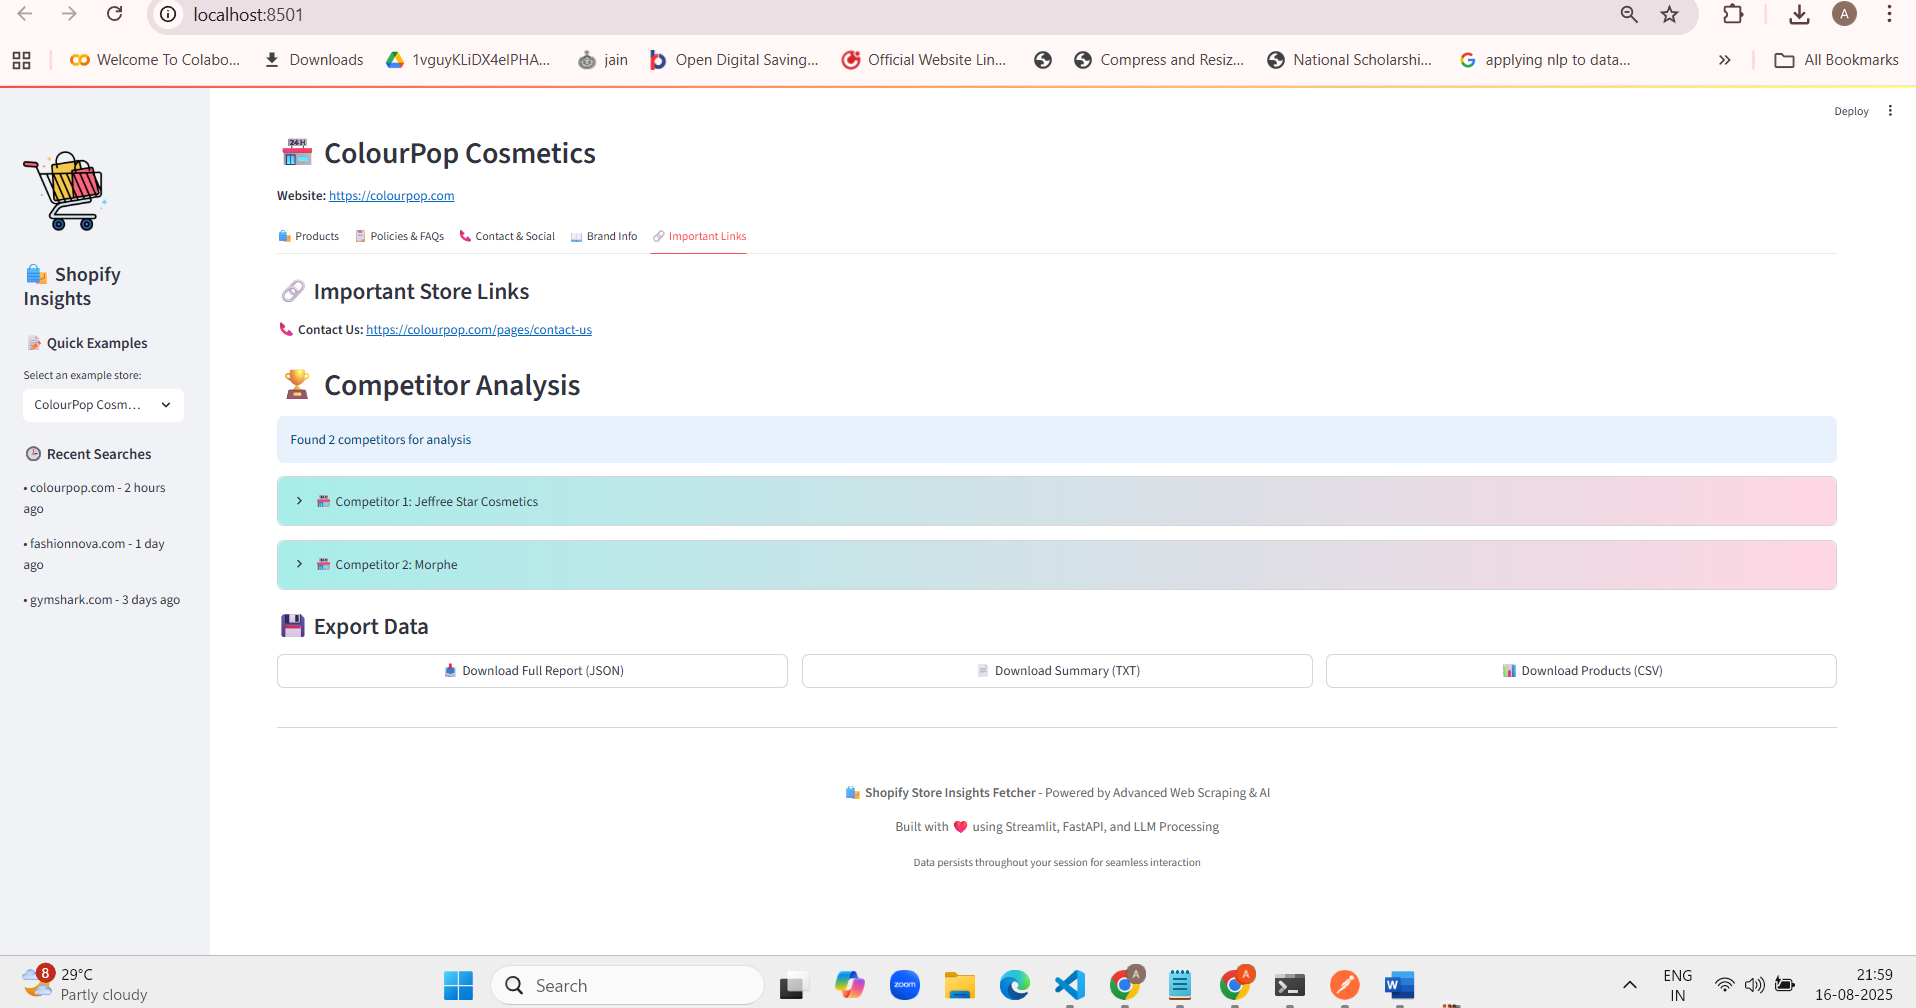 localhost:8501
Welcome To Colabo...
Downloads
1vguyKLiDX4elPHA...
jain
Open Digital Saving...
Official Website Lin...
Compress and Resiz...
National Scholarshi...
applying nlp to data...
All Bookmarks
Deploy
Shopify
Insights
Quick Examples
Select an example store:
ColourPop Cosm...
Recent Searches
• colourpop.com - 2 hours
ago
• fashionnova.com - 1 day
ago
• gymshark.com - 3 days ago
24 H
ColourPop Cosmetics
Website: https://colourpop.com
Products
Policies & FAQs
Contact & Social
Brand Info
Important Links
Important Store Links
Contact Us: https://colourpop.com/pages/contact-us
Competitor Analysis
Found 2 competitors for analysis
Competitor 1: Jeffree Star Cosmetics
Competitor 2: Morphe
Export Data
Download Full Report (JSON)
Download Summary (TXT)
Download Products (CSV)
Shopify Store Insights Fetcher - Powered by Advanced Web Scraping & AI
Built with ❤️ using Streamlit, FastAPI, and LLM Processing
Data persists throughout your session for seamless interaction
8
29°C
Partly cloudy
Search
zoom
A
A
W
ENG
IN
21:59
16-08-2025